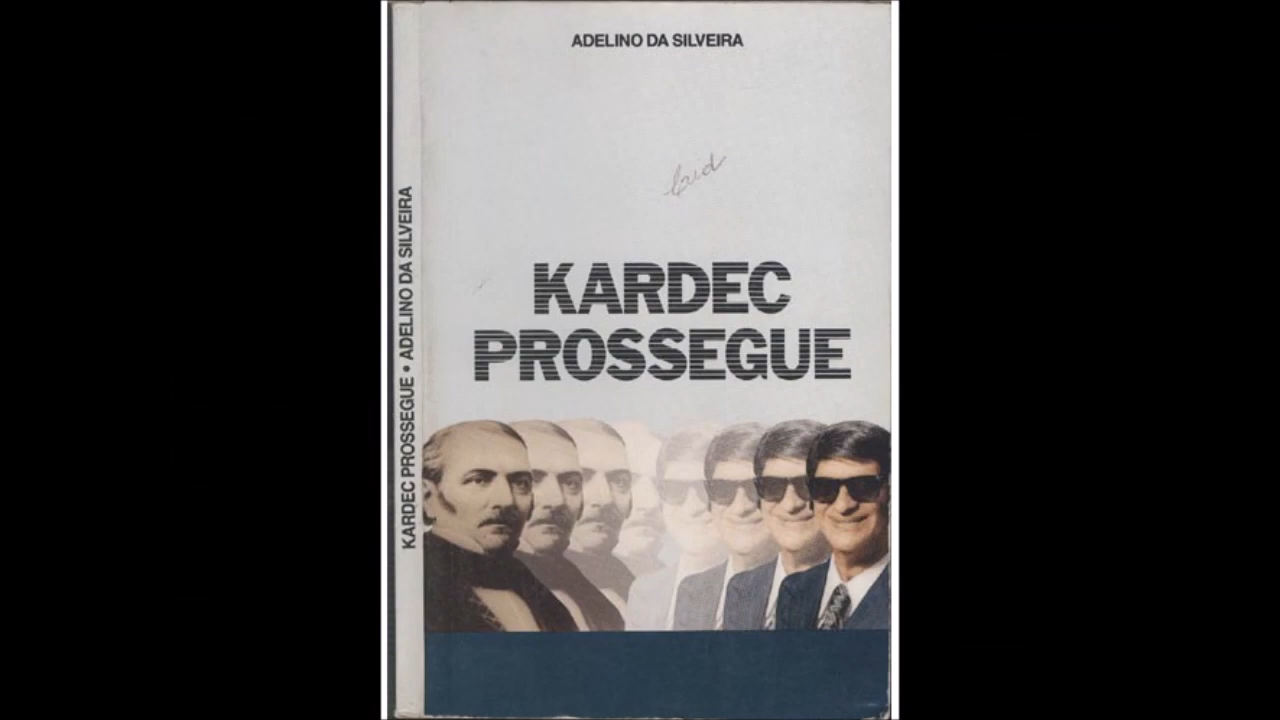 ADELINO DA SILVEIRA
KARDEC
PROSSEGUE
KARDEC PROSSEGUE • ADELINO DA SILVEIRA